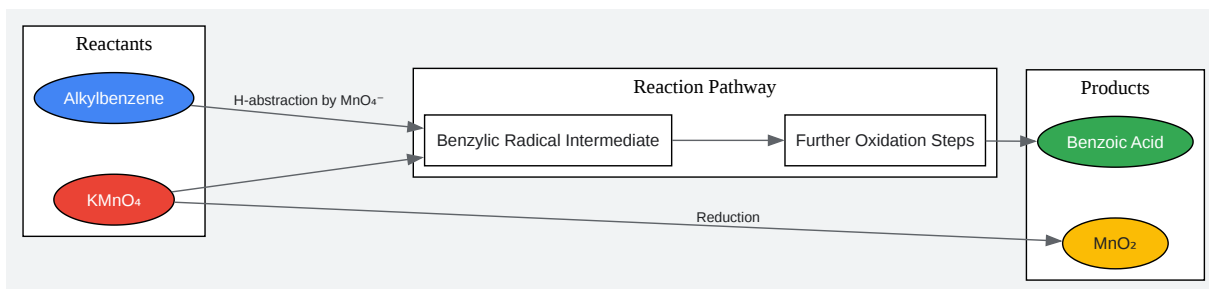 Reactants
Alkylbenzene
KMnO₄
H-abstraction by MnO₄⁻
Reaction Pathway
Benzylic Radical Intermediate
Further Oxidation Steps
Reduction
Products
Benzoic Acid
MnO₂